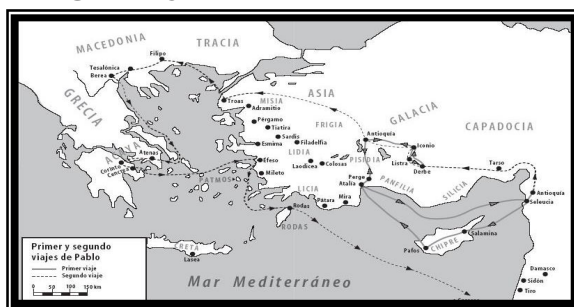 MACEDONIA
TRACIA
Filipo
Tesalónica
Berea
GRECIA
Troas
ASIA
MISIA
Adramitio
Pérgamo
Tiatira
Sardis
FRIGIA
Filadelfia
Esmirna
LIDIA
Laodicea
Colosas
Efeso
Mileto
PATMOS
Atenas
Corinto
Cencrea
GALACIA
CAPADOCIA
Antioquía
Iconio
Listra
Derbe
PISIDIA
Tarso
Perge
Atalia
PANFILIA
SILICIA
LICIA
Pátara
Mira
Rodas
RODAS
Antioquía
Seleucia
Salamina
CHIPRE
Pafos
Damasco
Sidón
Tiro
RETA
Lasea
Mar Mediterráneo
Primer y segundo
viajes de Pablo
Primer viaje
Segundo viaje
0 50 100 150 km